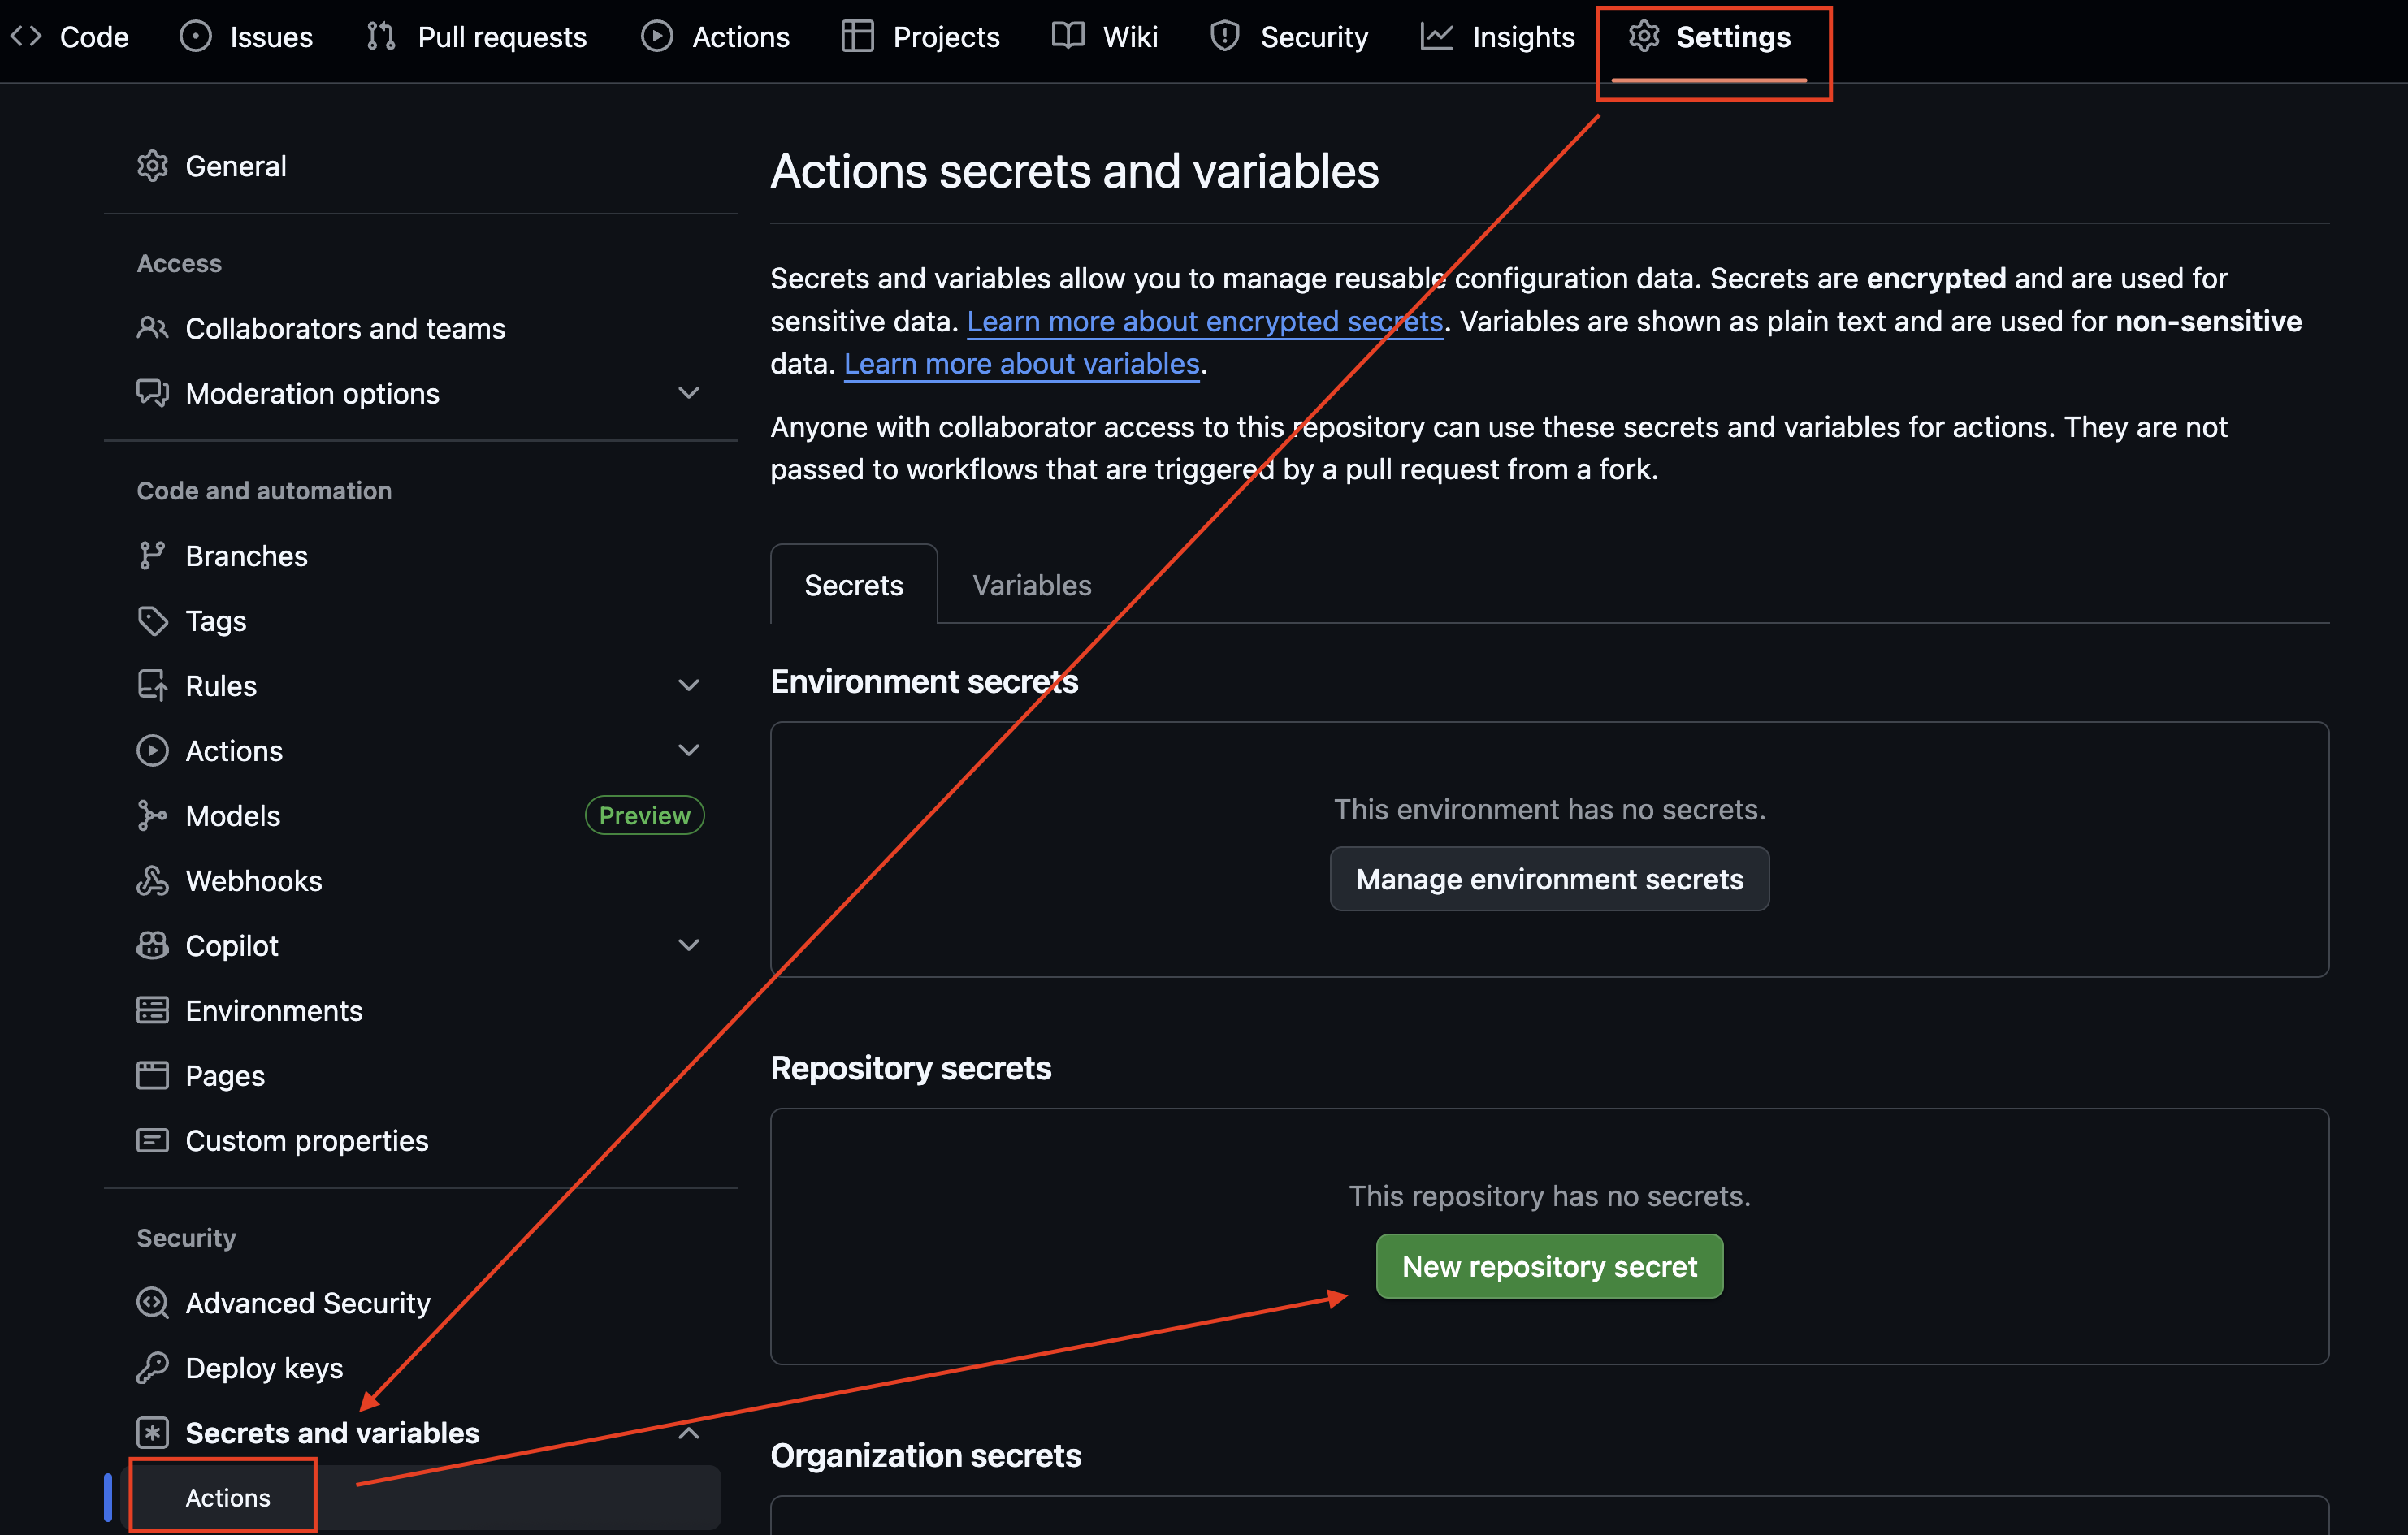 Code Issues Pull requests Actions Projects Wiki Security Insights Settings
General
Access
Collaborators and teams
Moderation options
Code and automation
Branches
Tags
Rules
Actions
Models Preview
Webhooks
Copilot
Environments
Pages
Custom properties
Security
Advanced Security
Deploy keys
Secrets and variables
Actions
Actions secrets and variables
Secrets and variables allow you to manage reusable configuration data. Secrets are encrypted and are used for
sensitive data. Learn more about encrypted secrets. Variables are shown as plain text and are used for non-sensitive
data. Learn more about variables.
Anyone with collaborator access to this repository can use these secrets and variables for actions. They are not
passed to workflows that are triggered by a pull request from a fork.
Secrets Variables
Environment secrets
This environment has no secrets.
Manage environment secrets
Repository secrets
This repository has no secrets.
New repository secret
Organization secrets